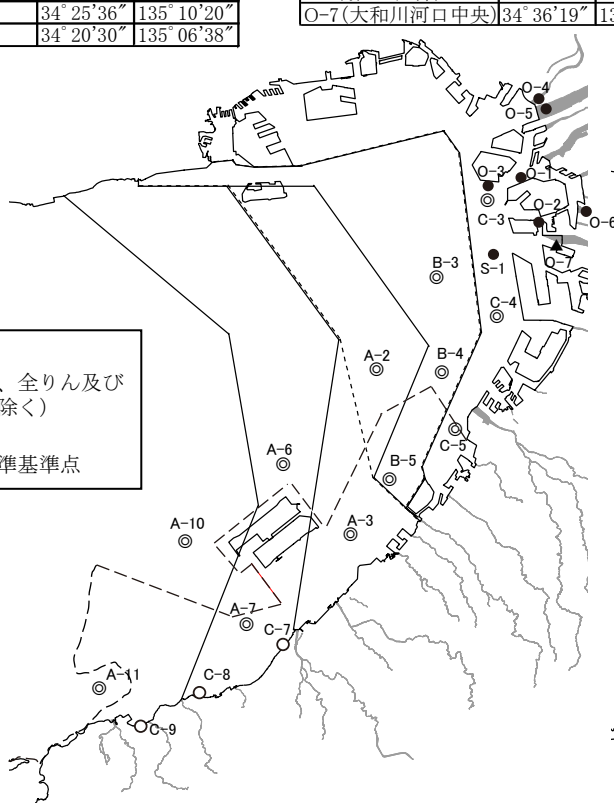 34°25′36″ 135°10′20″
34°20′30″ 135°06′38″
O-7(大和川河口中央) 34°36′19″
O-4
O-5
O-3
O-1
C-3
O-2
O-6
O-7
S-1
B-3
C-4
、全りん及び
除く)
A-2
B-4
準基準点
C-5
A-6
B-5
A-10
A-3
A-7
C-7
A-11
C-8
C-9